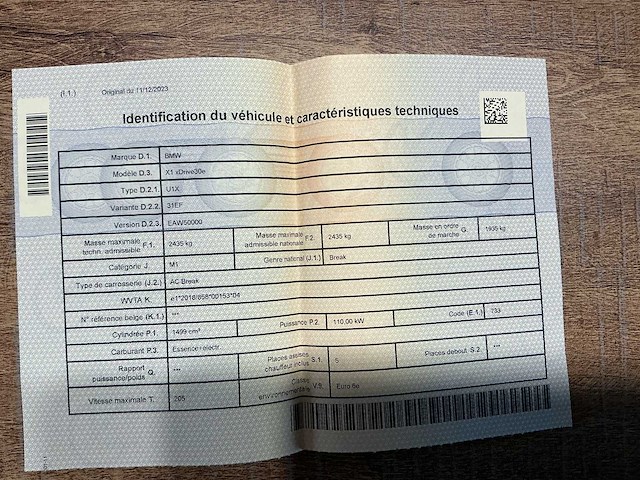 (I.1.) Original du 11/12/2023
Identification du véhicule et caractéristiques techniques
Marque D.1. BMW
Modèle D.3. X1 xDrive30e
Type D.2.1. U1X
Variante D.2.2. 31EF
Version D.2.3. EAW50000
Masse maximale techn. admissible F.1. 2435 kg Masse maximale admissible nationale F.2. 2435 kg Masse en ordre de marche G. 1935 kg
Catégorie J. M1 Genre national (J.1.) Break
Type de carrosserie (J.2.) AC Break
WVTA K. e1*2018/858*00153*04
N° référence belge (K.1.) ---
Cylindrée P.1. 1499 cm³ Puissance P.2. 110,00 kW Code (E.1.) 733
Carburant P.3. Essence+électr.
Rapport puissance/poids Q. --- Places assises chauffeur inclus S.1. 5 Places debout S.2. ---
Vitesse maximale T. 205 Classe environnementale V.9. Euro 6e